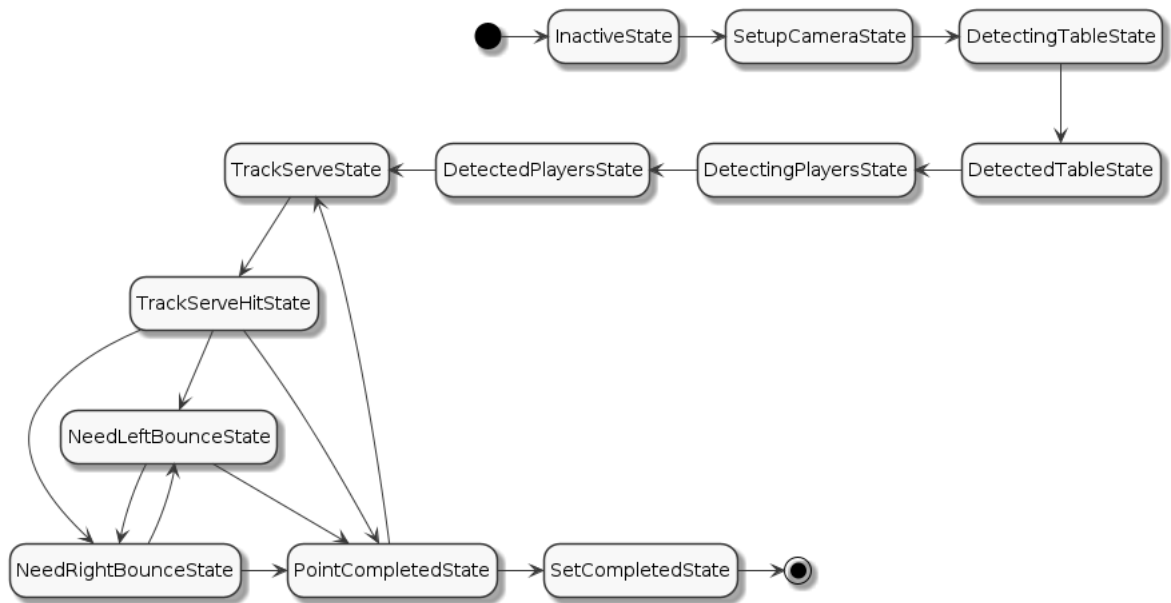 InactiveState
SetupCameraState
DetectingTableState
TrackServeState
DetectedPlayersState
DetectingPlayersState
DetectedTableState
TrackServeHitState
NeedLeftBounceState
NeedRightBounceState
PointCompletedState
SetCompletedState